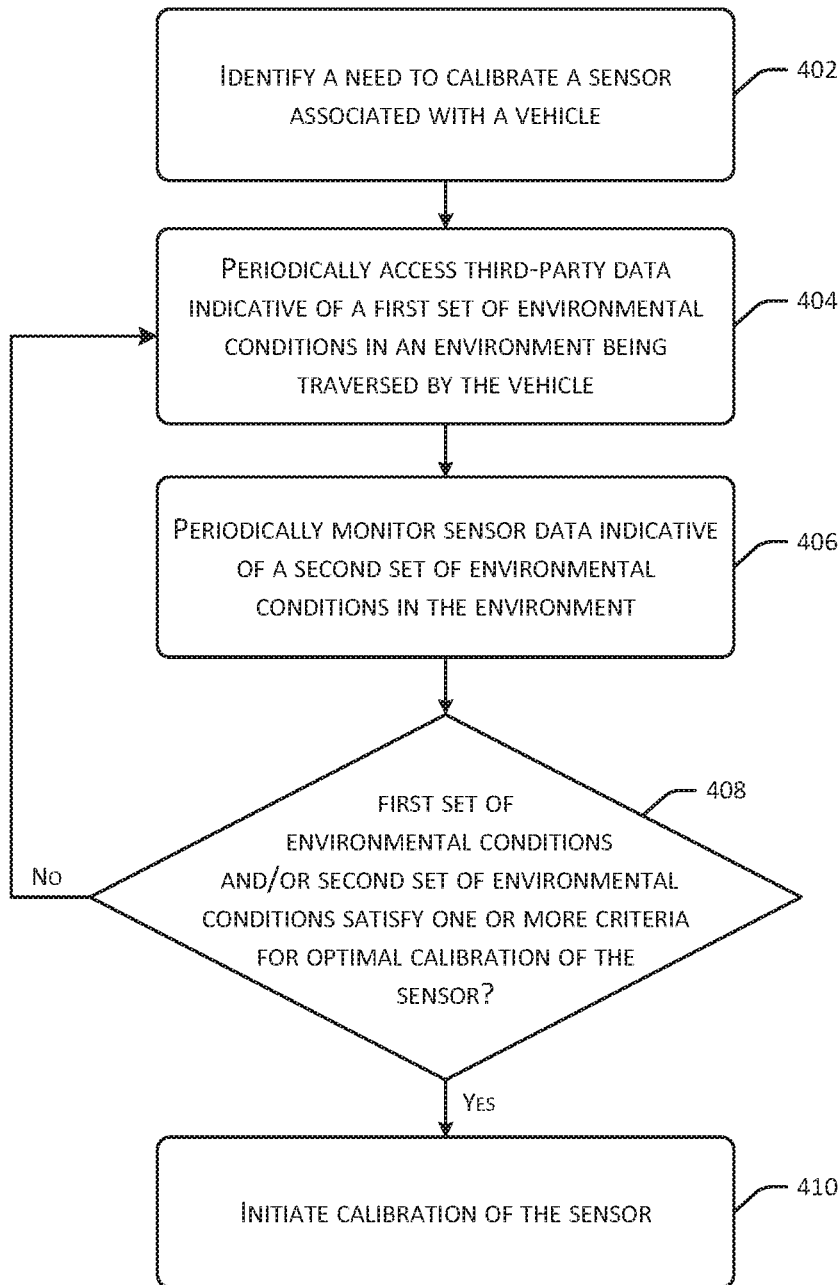 IDENTIFY A NEED TO CALIBRATE A SENSOR
ASSOCIATED WITH A VEHICLE
402
PERIODICALLY ACCESS THIRD-PARTY DATA
INDICATIVE OF A FIRST SET OF ENVIRONMENTAL
CONDITIONS IN AN ENVIRONMENT BEING
TRAVERSED BY THE VEHICLE
404
PERIODICALLY MONITOR SENSOR DATA INDICATIVE
OF A SECOND SET OF ENVIRONMENTAL
CONDITIONS IN THE ENVIRONMENT
406
FIRST SET OF
ENVIRONMENTAL CONDITIONS
AND/OR SECOND SET OF ENVIRONMENTAL
CONDITIONS SATISFY ONE OR MORE CRITERIA
FOR OPTIMAL CALIBRATION OF THE
SENSOR?
408
NO
YES
INITIATE CALIBRATION OF THE SENSOR
410